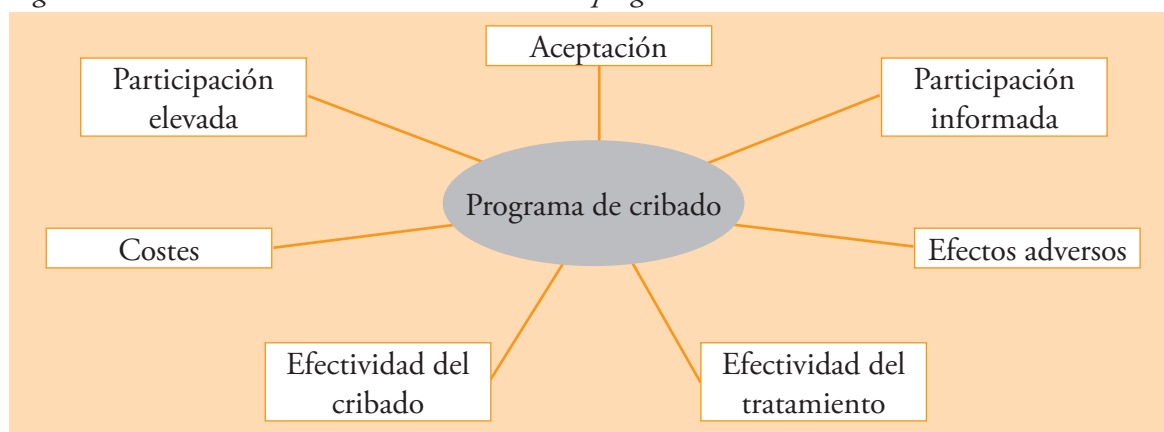 Aceptación
Participación
elevada
Participación
informada
Programa de cribado
Costes
Efectos adversos
Efectividad del
cribado
Efectividad del
tratamiento